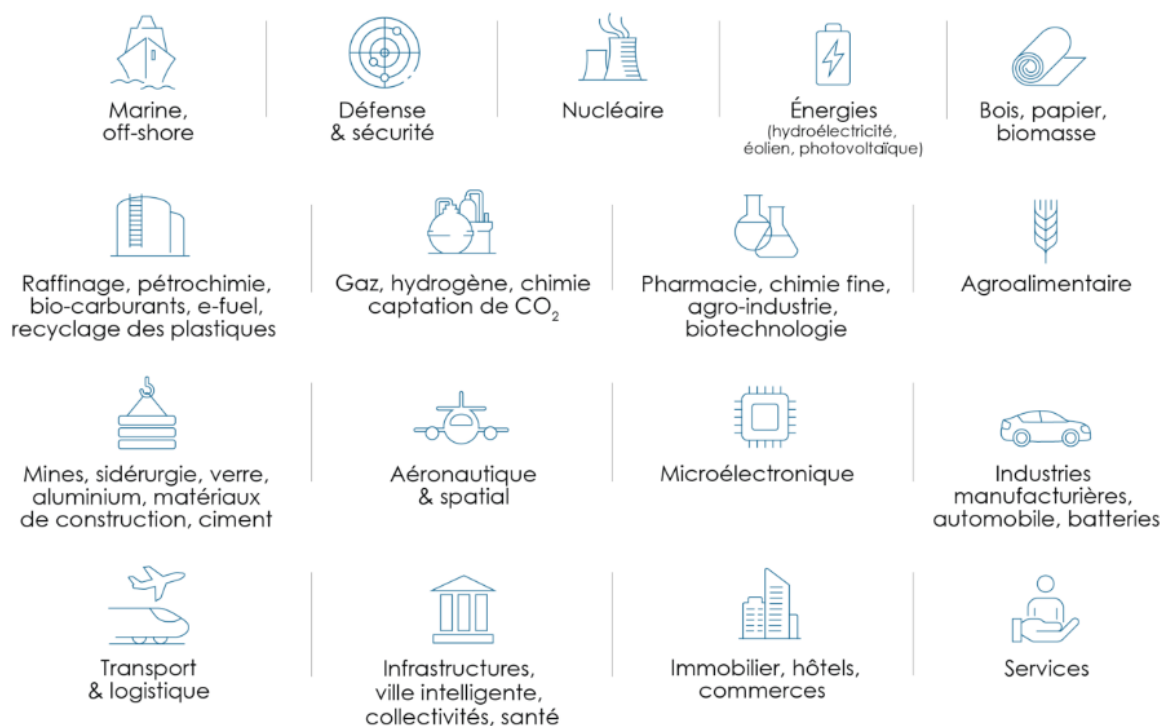 Marine,
off-shore
Défense
& sécurité
Nucléaire
Énergies
(hydroélectricité,
éolien, photovoltaïque)
Bois, papier,
biomasse
Raffinage, pétrochimie,
bio-carburants, e-fuel,
recyclage des plastiques
Gaz, hydrogène, chimie
captation de CO₂
Pharmacie, chimie fine,
agro-industrie,
biotechnologie
Agroalimentaire
Mines, sidérurgie, verre,
aluminium, matériaux
de construction, ciment
Aéronautique
& spatial
Microélectronique
Industries
manufacturières,
automobile, batteries
Transport
& logistique
Infrastructures,
ville intelligente,
collectivités, santé
Immobilier, hôtels,
commerces
Services